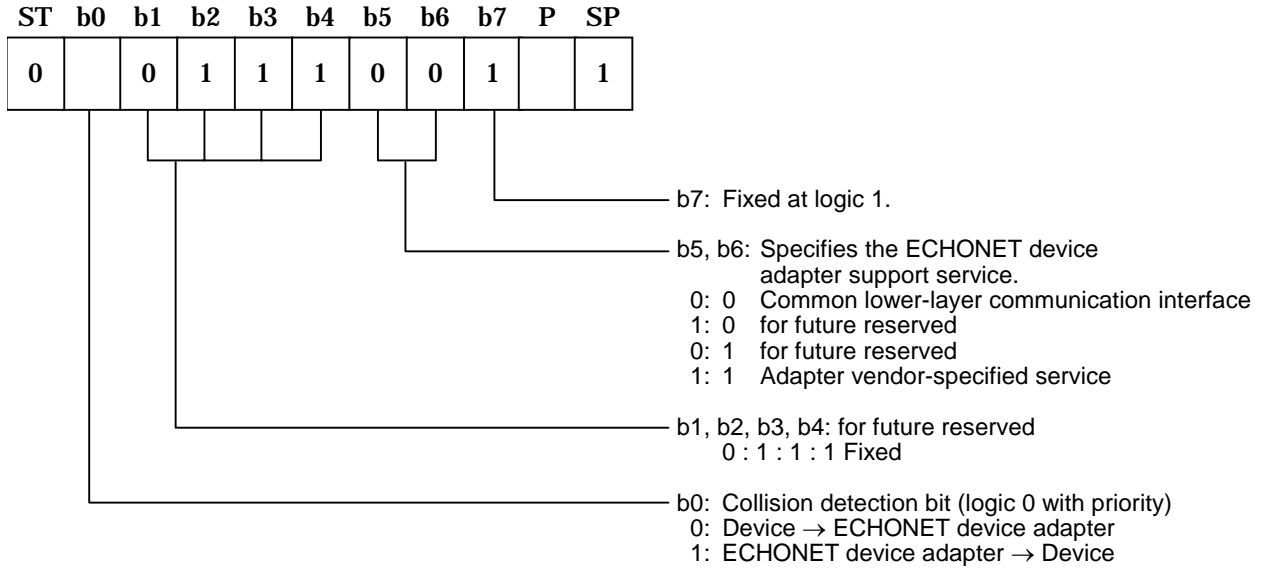 ST b0 b1 b2 b3 b4 b5 b6 b7 P SP
0 0 1 1 1 0 0 1 1
b7: Fixed at logic 1.
b5, b6: Specifies the ECHONET device
adapter support service.
0: 0 Common lower-layer communication interface
1: 0 for future reserved
0: 1 for future reserved
1: 1 Adapter vendor-specified service
b1, b2, b3, b4: for future reserved
0 : 1 : 1 : 1 Fixed
b0: Collision detection bit (logic 0 with priority)
0: Device → ECHONET device adapter
1: ECHONET device adapter → Device